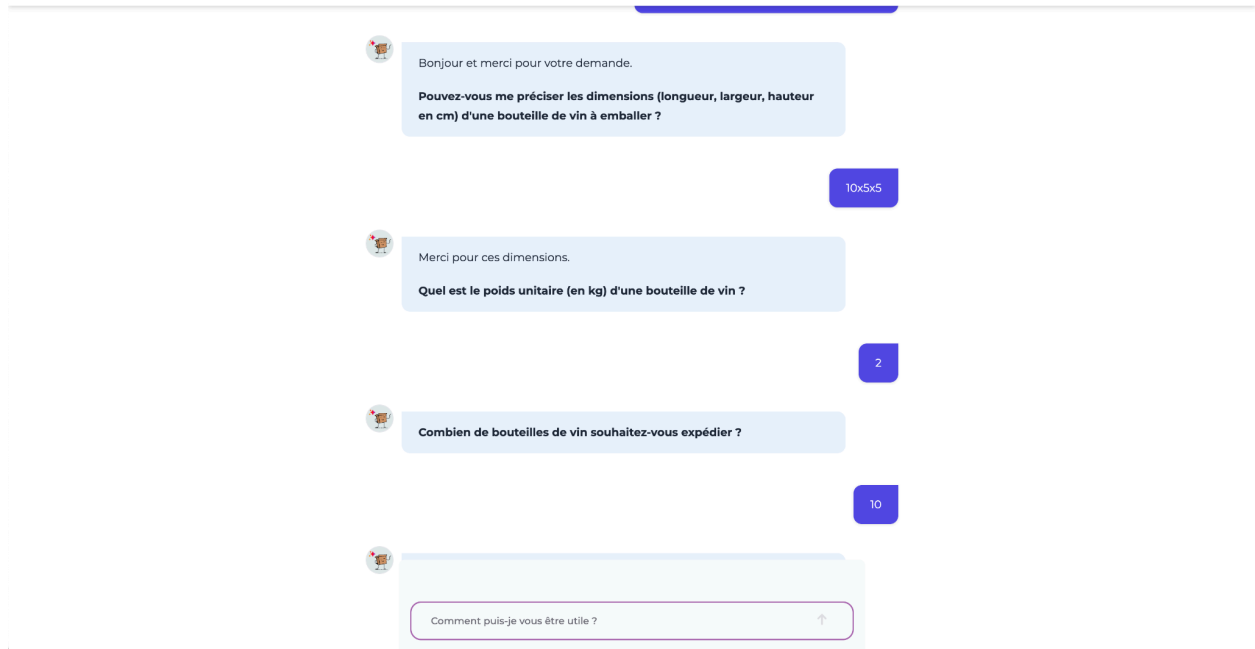 Bonjour et merci pour votre demande.
Pouvez-vous me préciser les dimensions (longueur, largeur, hauteur
en cm) d'une bouteille de vin à emballer ?
10x5x5
Merci pour ces dimensions.
Quel est le poids unitaire (en kg) d'une bouteille de vin ?
2
Combien de bouteilles de vin souhaitez-vous expédier ?
10
Comment puis-je vous être utile ?